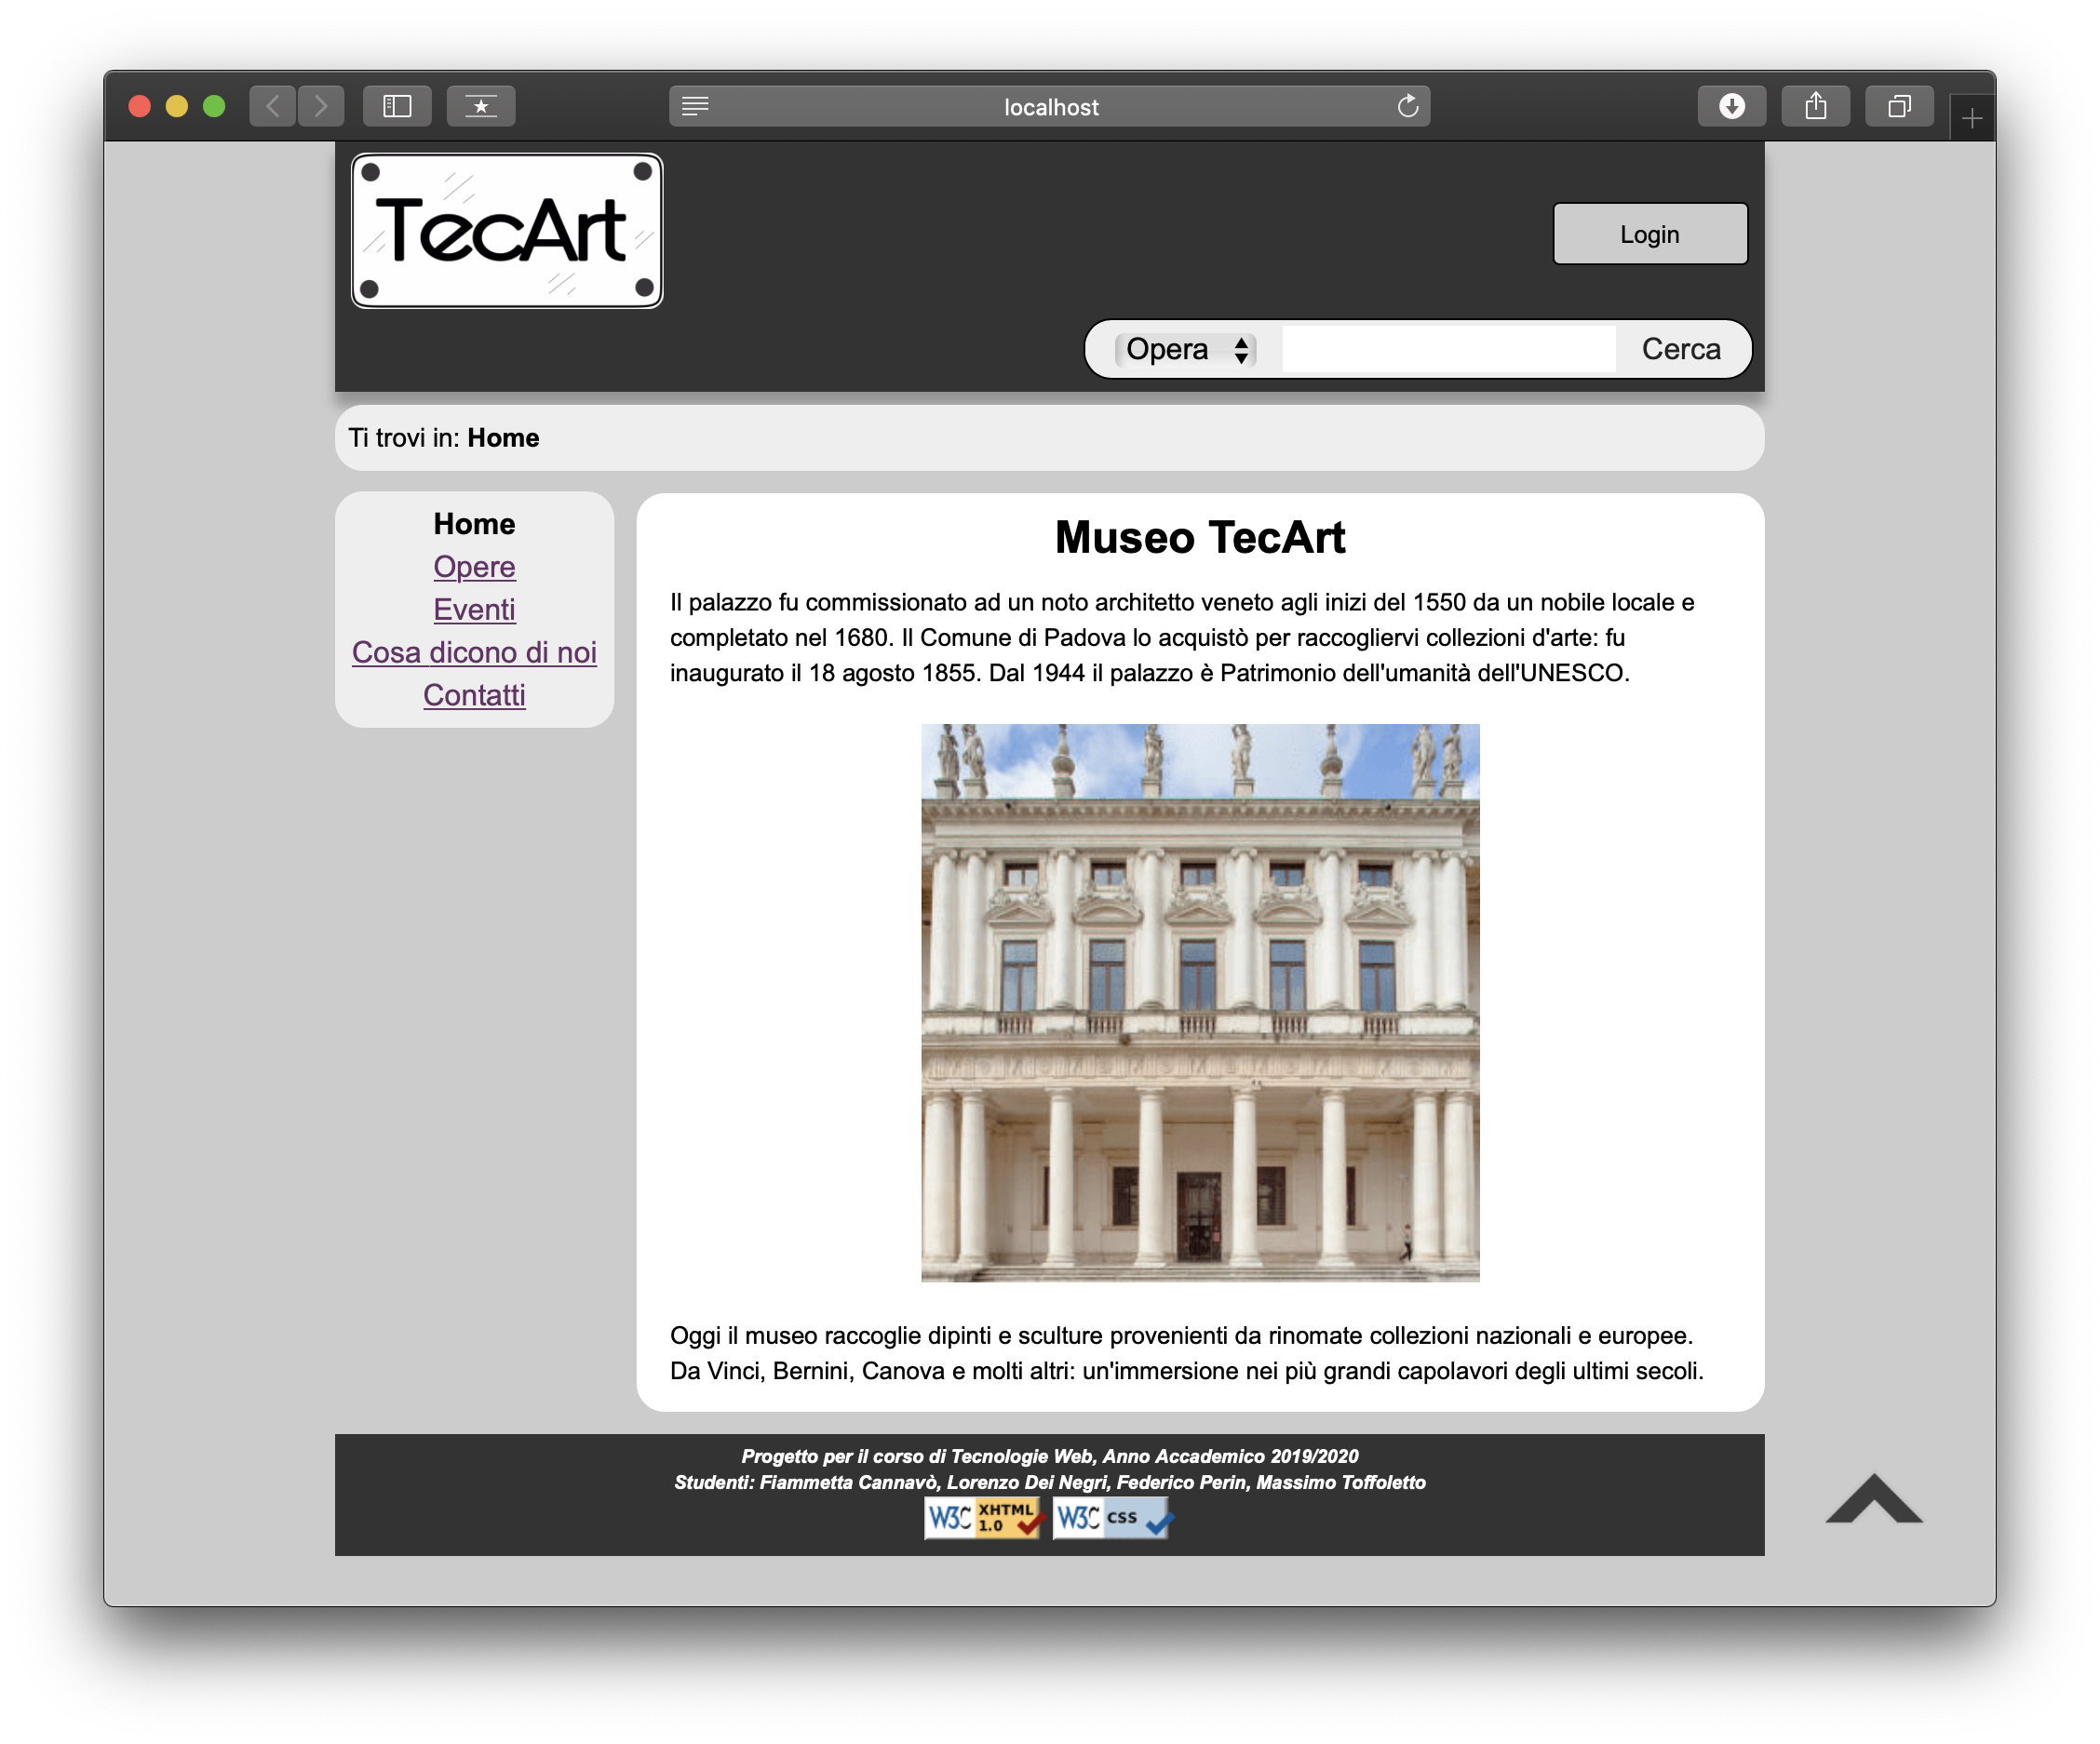 localhost
TecArt
Login
Opera
Cerca
Ti trovi in: Home
Home
Opere
Eventi
Cosa dicono di noi
Contatti
Museo TecArt
Il palazzo fu commissionato ad un noto architetto veneto agli inizi del 1550 da un nobile locale e
completato nel 1680. Il Comune di Padova lo acquistò per raccogliervi collezioni d'arte: fu
inaugurato il 18 agosto 1855. Dal 1944 il palazzo è Patrimonio dell'umanità dell'UNESCO.
Oggi il museo raccoglie dipinti e sculture provenienti da rinomate collezioni nazionali e europee.
Da Vinci, Bernini, Canova e molti altri: un'immersione nei più grandi capolavori degli ultimi secoli.
Progetto per il corso di Tecnologie Web, Anno Accademico 2019/2020
Studenti: Fiammetta Cannavò, Lorenzo Dei Negri, Federico Perin, Massimo Toffoletto
W3C XHTML 1.0
W3C CSS